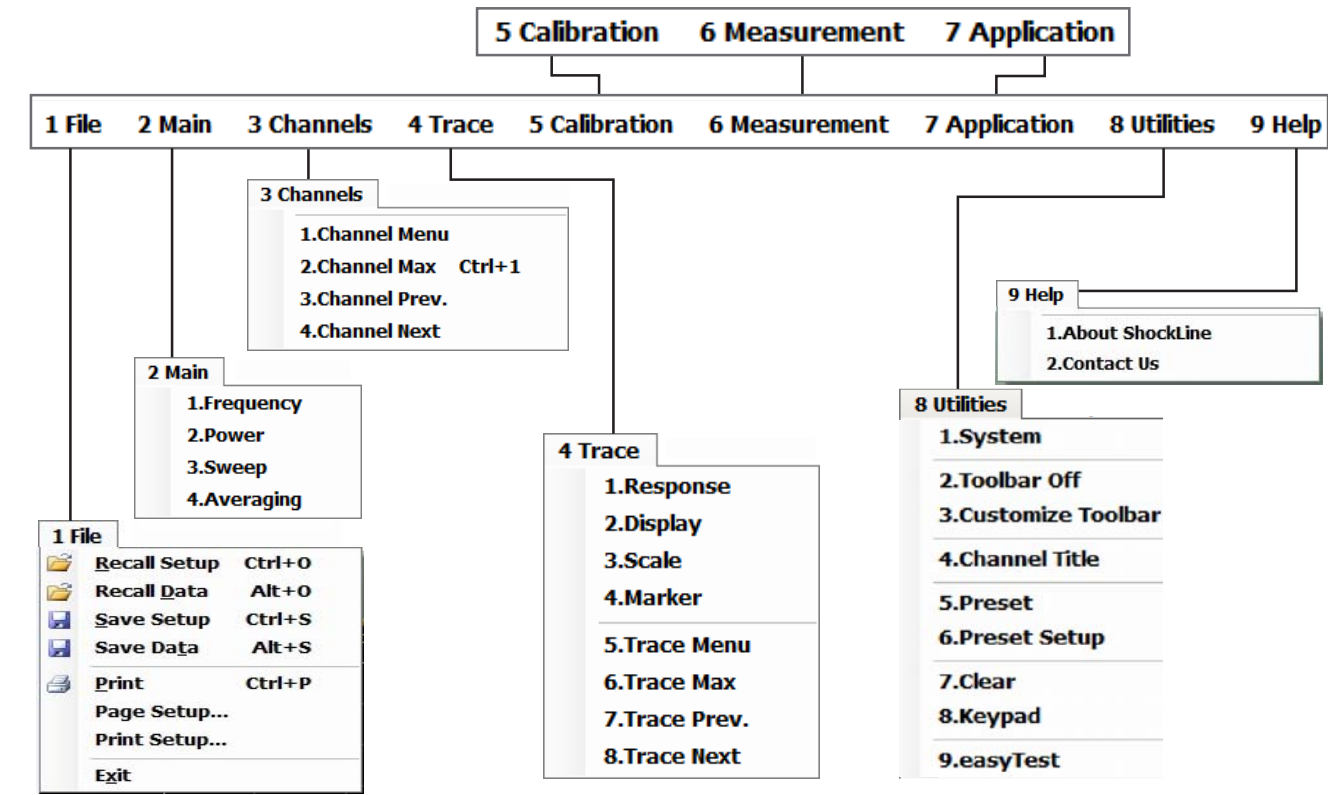 5 Calibration 6 Measurement 7 Application
1 File 2 Main 3 Channels 4 Trace 5 Calibration 6 Measurement 7 Application 8 Utilities 9 Help
3 Channels
1.Channel Menu
2.Channel Max Ctrl+1
3.Channel Prev.
4.Channel Next
9 Help
1.About ShockLine
2.Contact Us
2 Main
1.Frequency
2.Power
3.Sweep
4.Averaging
8 Utilities
1.System
2.Toolbar Off
3.Customize Toolbar
4.Channel Title
5.Preset
6.Preset Setup
7.Clear
8.Keypad
9.easyTest
4 Trace
1.Response
2.Display
3.Scale
4.Marker
5.Trace Menu
6.Trace Max
7.Trace Prev.
8.Trace Next
1 File
Recall Setup Ctrl+O
Recall Data Alt+O
Save Setup Ctrl+S
Save Data Alt+S
Print Ctrl+P
Page Setup...
Print Setup...
Exit